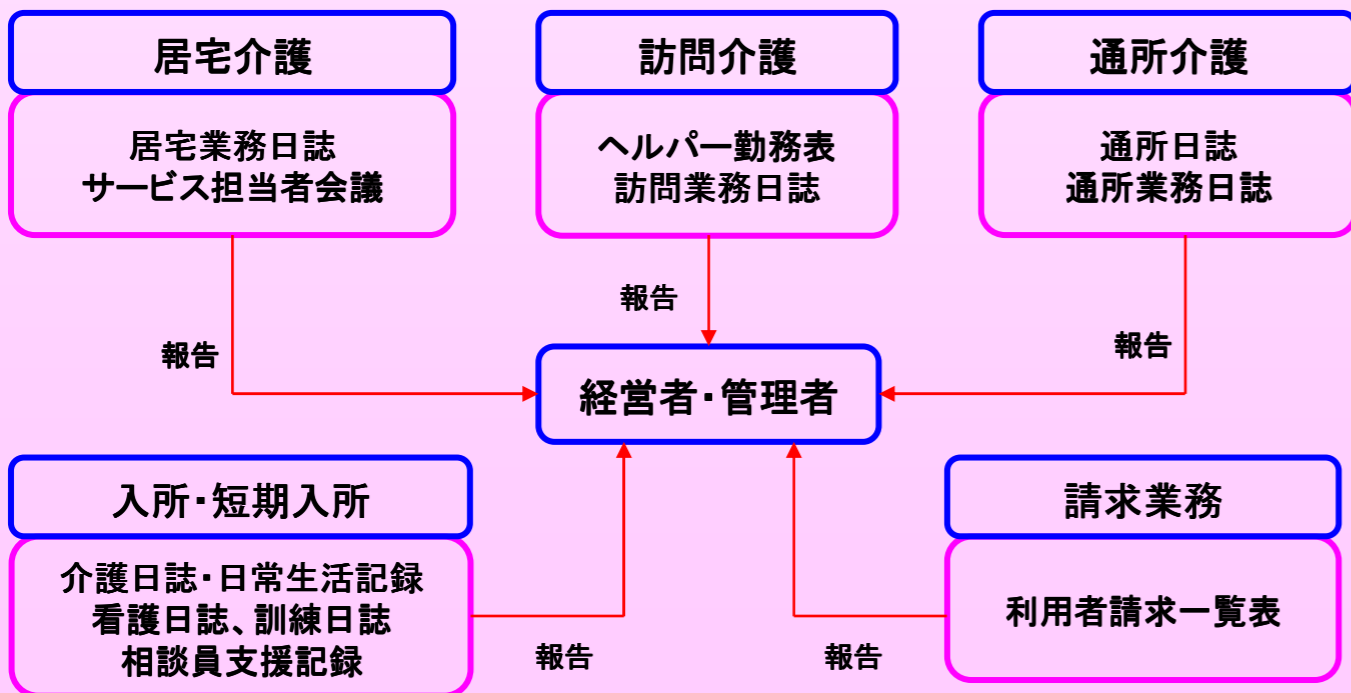 居宅介護
居宅業務日誌
サービス担当者会議
訪問介護
ヘルパー勤務表
訪問業務日誌
通所介護
通所日誌
通所業務日誌
報告
報告
報告
経営者・管理者
入所・短期入所
介護日誌・日常生活記録
看護日誌、訓練日誌
相談員支援記録
報告
請求業務
利用者請求一覧表
報告